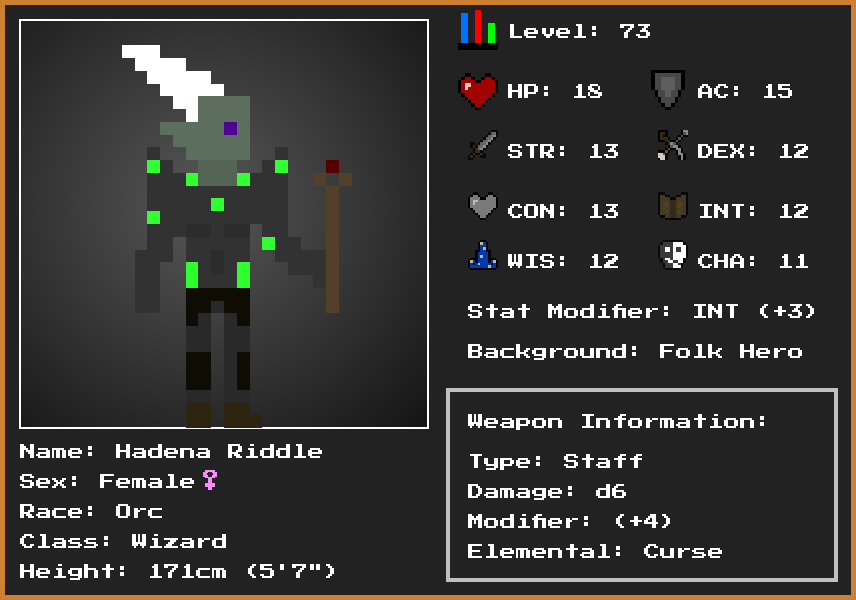 Level: 73
HP: 18
AC: 15
STR: 13
DEX: 12
CON: 13
INT: 12
WIS: 12
CHA: 11
Stat Modifier: INT (+3)
Background: Folk Hero
Weapon Information:
Type: Staff
Damage: d6
Modifier: (+4)
Elemental: Curse
Name: Hadena Riddle
Sex: Female♀
Race: Orc
Class: Wizard
Height: 171cm (5'7")